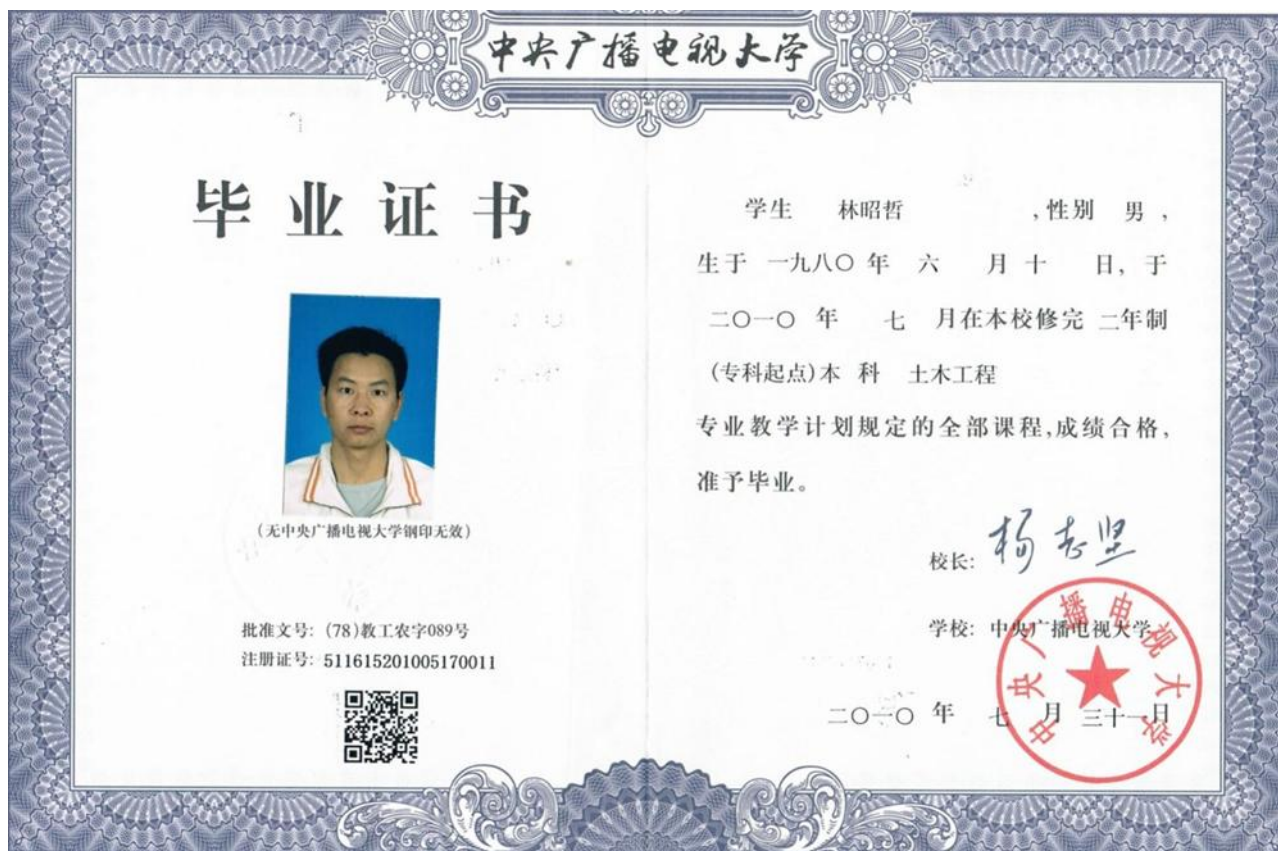 中央广播电视大学
毕业证书
(无中央广播电视大学钢印无效)
批准文号: (78)教工农字089号
注册证号: 511615201005170011
学生 林昭哲 ,性别 男 ,
生于 一九八〇 年 六 月 十 日, 于
二〇一〇 年 七 月在本校修完 二年制
(专科起点)本 科 土木工程
专业教学计划规定的全部课程,成绩合格,
准予毕业。
校长: 杨志坚
学校: 中央广播电视大学
中央广播电视大学
二〇一〇 年 七 月 三十一日